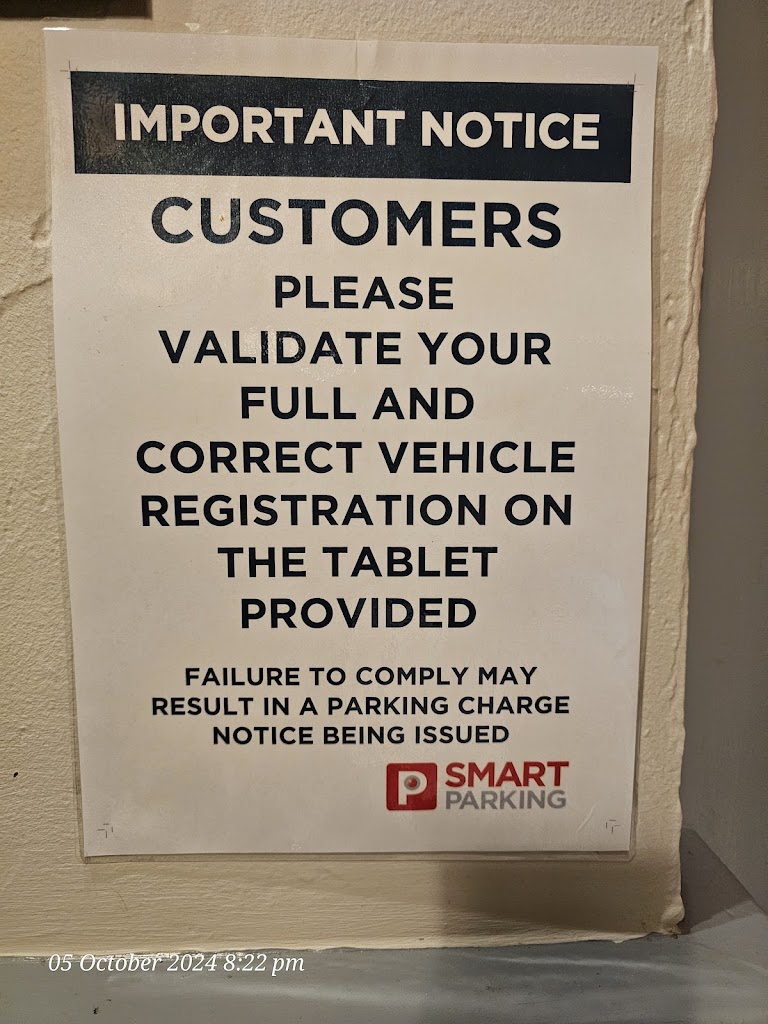 IMPORTANT NOTICE
CUSTOMERS
PLEASE
VALIDATE YOUR
FULL AND
CORRECT VEHICLE
REGISTRATION ON
THE TABLET
PROVIDED
FAILURE TO COMPLY MAY
RESULT IN A PARKING CHARGE
NOTICE BEING ISSUED
P SMART
PARKING
05 October 2024 8:22 pm